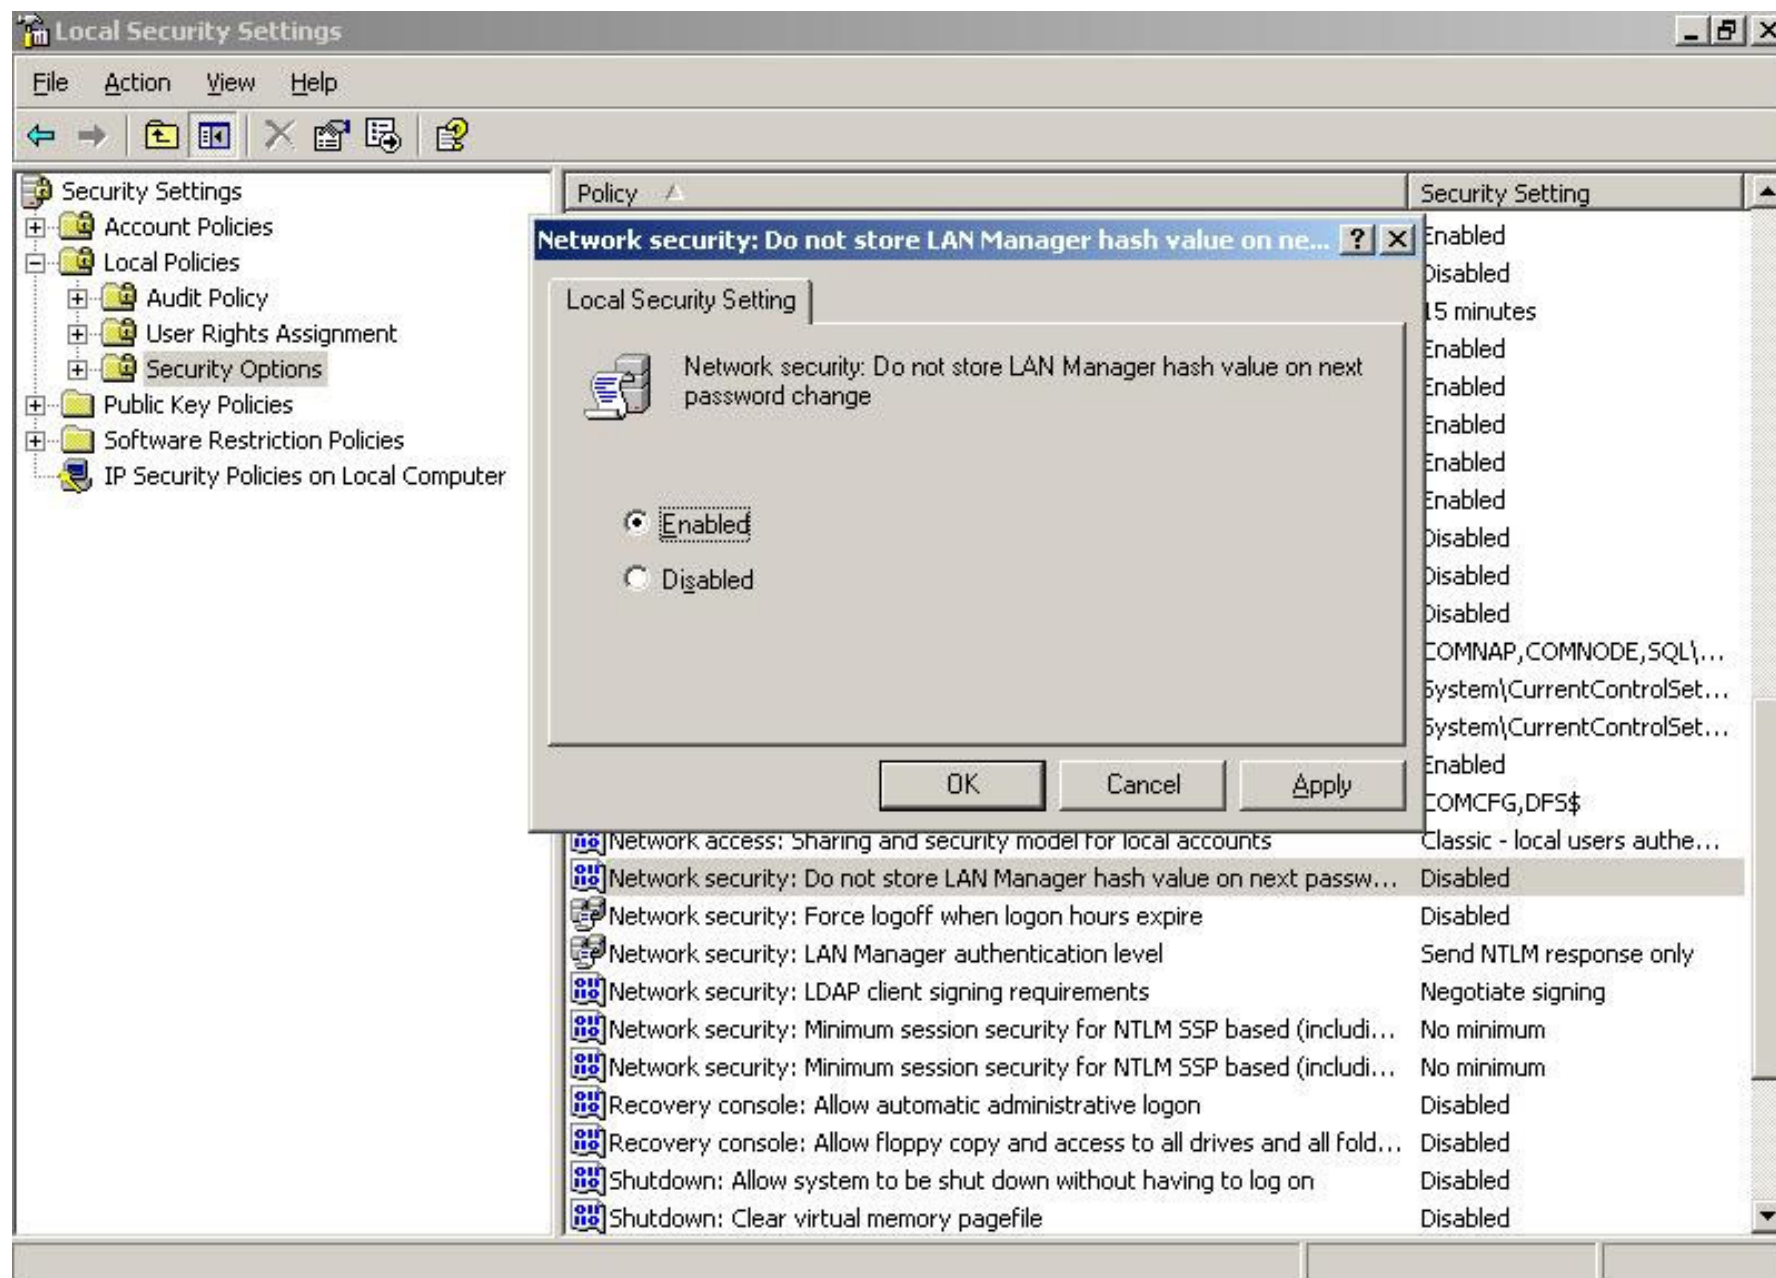 Local Security Settings
File Action View Help
Security Settings
Account Policies
Local Policies
Audit Policy
User Rights Assignment
Security Options
Public Key Policies
Software Restriction Policies
IP Security Policies on Local Computer
Policy Security Setting
Enabled
Disabled
15 minutes
Enabled
Enabled
Enabled
Enabled
Enabled
Disabled
Disabled
Disabled
COMNAP,COMNODE,SQL\...
System\CurrentControlSet...
System\CurrentControlSet...
Enabled
COMCFG,DFS$
Network security: Do not store LAN Manager hash value on ne...
Local Security Setting
Network security: Do not store LAN Manager hash value on next
password change
Enabled
Disabled
OK Cancel Apply
Network access: Sharing and security model for local accounts Classic - local users authe...
Network security: Do not store LAN Manager hash value on next passw... Disabled
Network security: Force logoff when logon hours expire Disabled
Network security: LAN Manager authentication level Send NTLM response only
Network security: LDAP client signing requirements Negotiate signing
Network security: Minimum session security for NTLM SSP based (includi... No minimum
Network security: Minimum session security for NTLM SSP based (includi... No minimum
Recovery console: Allow automatic administrative logon Disabled
Recovery console: Allow floppy copy and access to all drives and all fold... Disabled
Shutdown: Allow system to be shut down without having to log on Disabled
Shutdown: Clear virtual memory pagefile Disabled